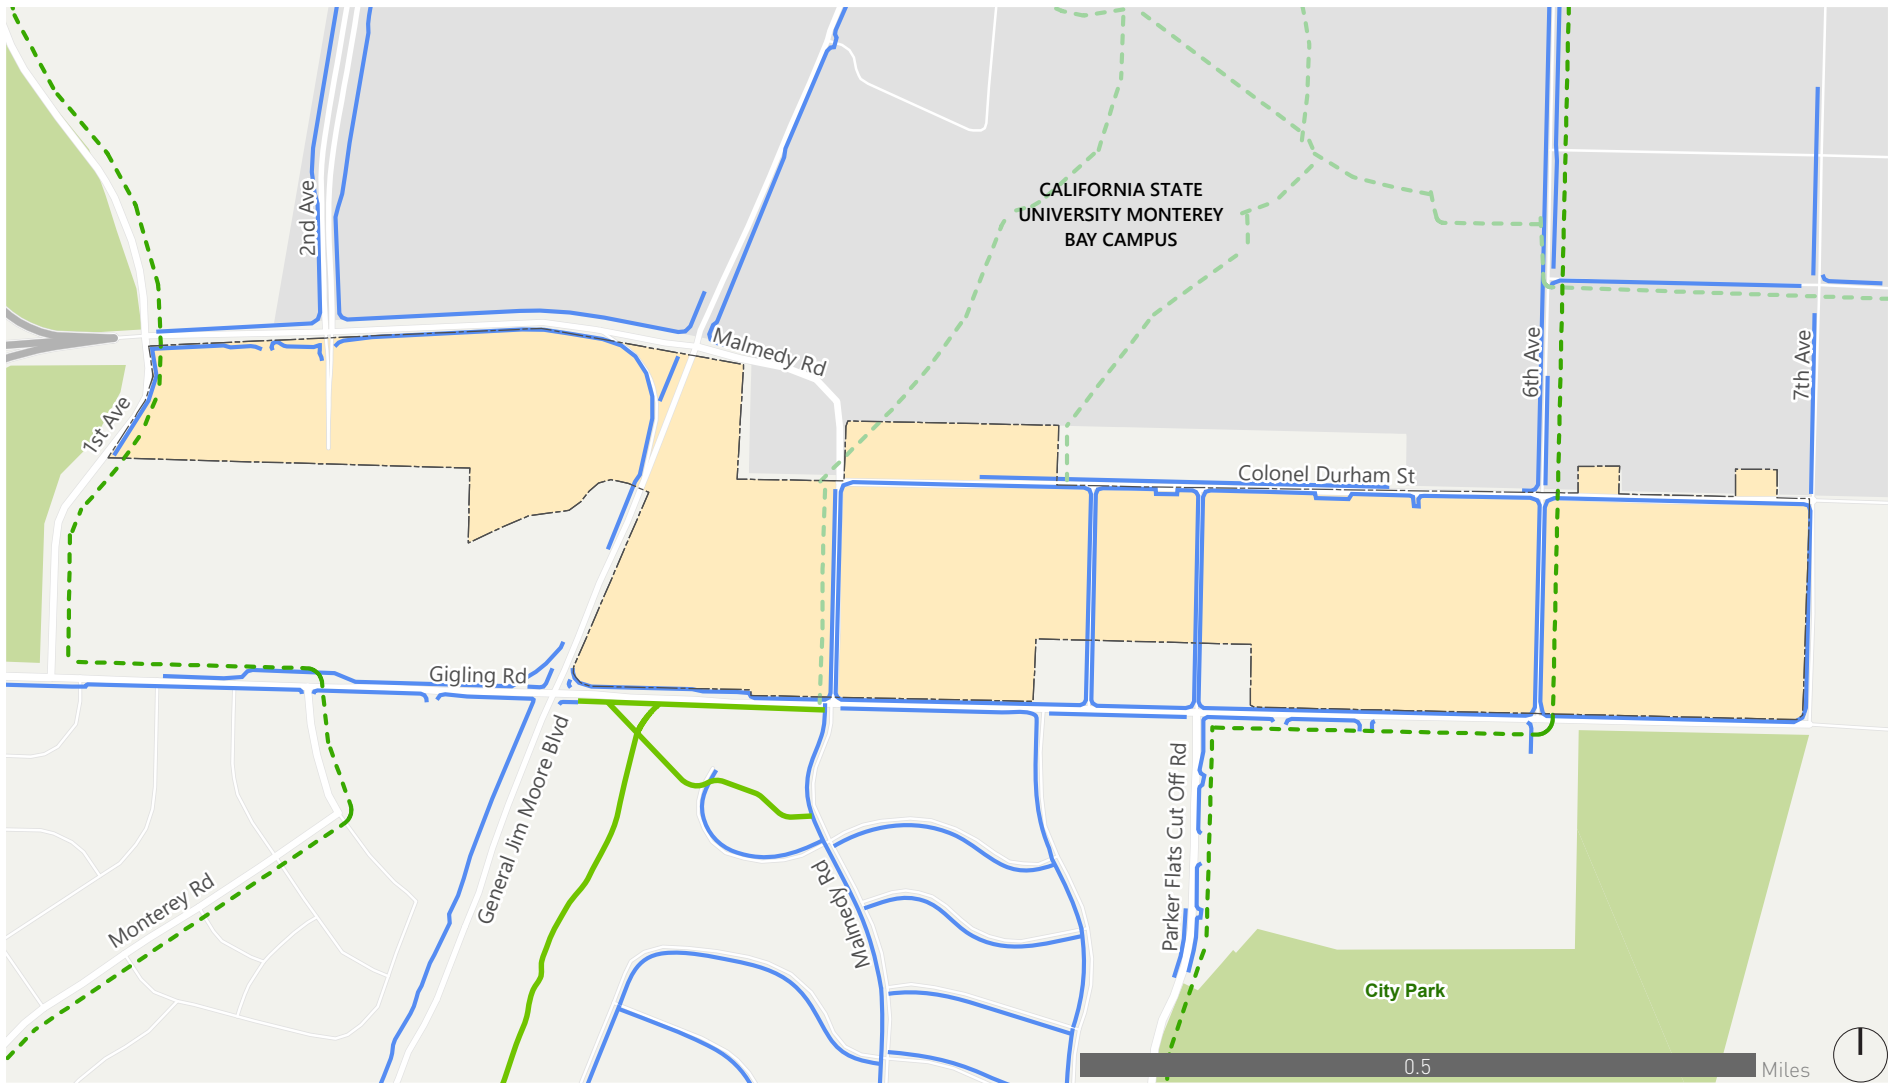 CALIFORNIA STATE
UNIVERSITY MONTEREY
BAY CAMPUS
2nd Ave
Malmedy Rd
6th Ave
7th Ave
1st Ave
Colonel Durham St
Gigling Rd
General Jim Moore Blvd
Parker Flats Cut Off Rd
Malmedy Rd
Monterey Rd
City Park
0.5
Miles